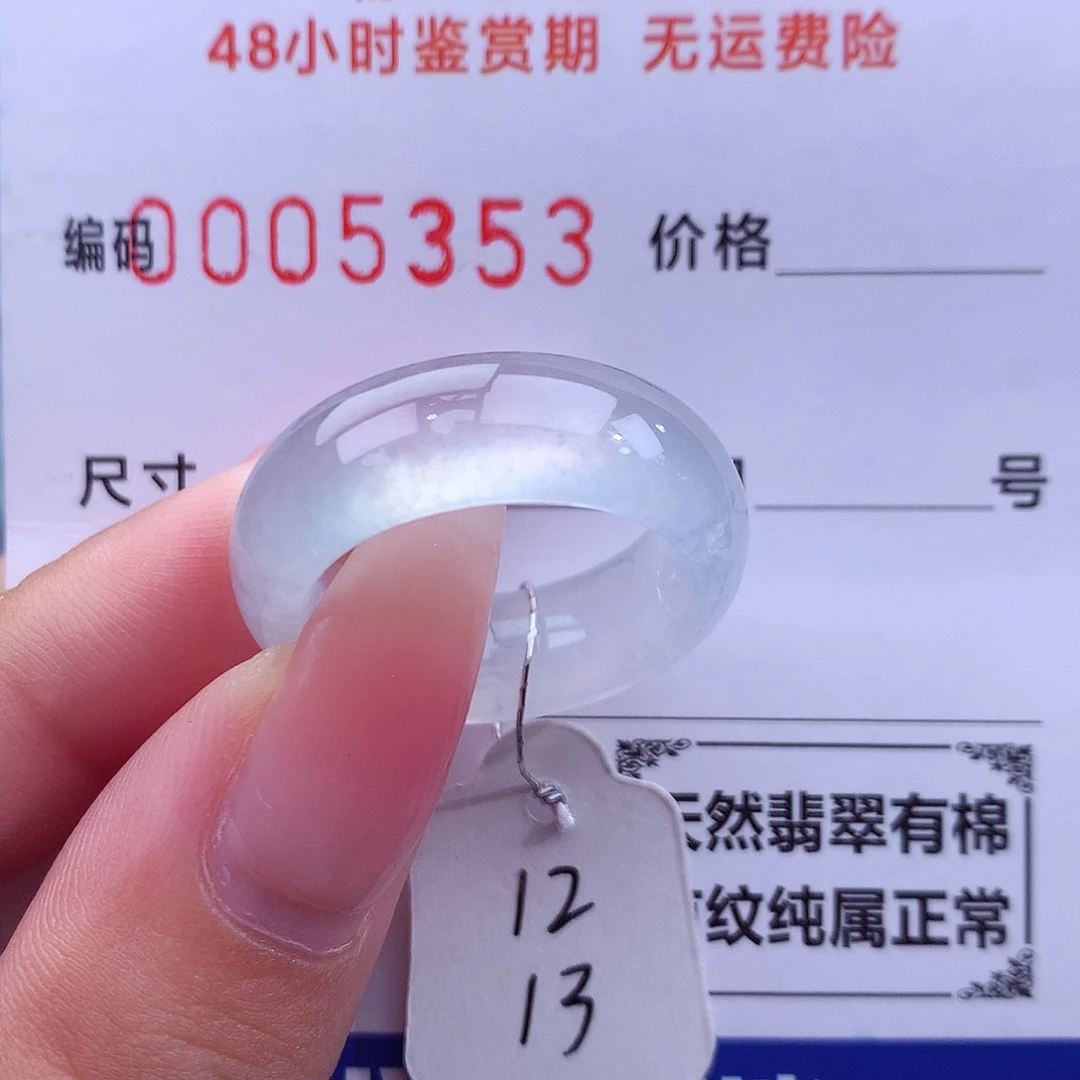 48小时鉴赏期 无运费险
编码0005353 价格
尺寸 号
然翡翠有棉
纹纯属正常
12
13